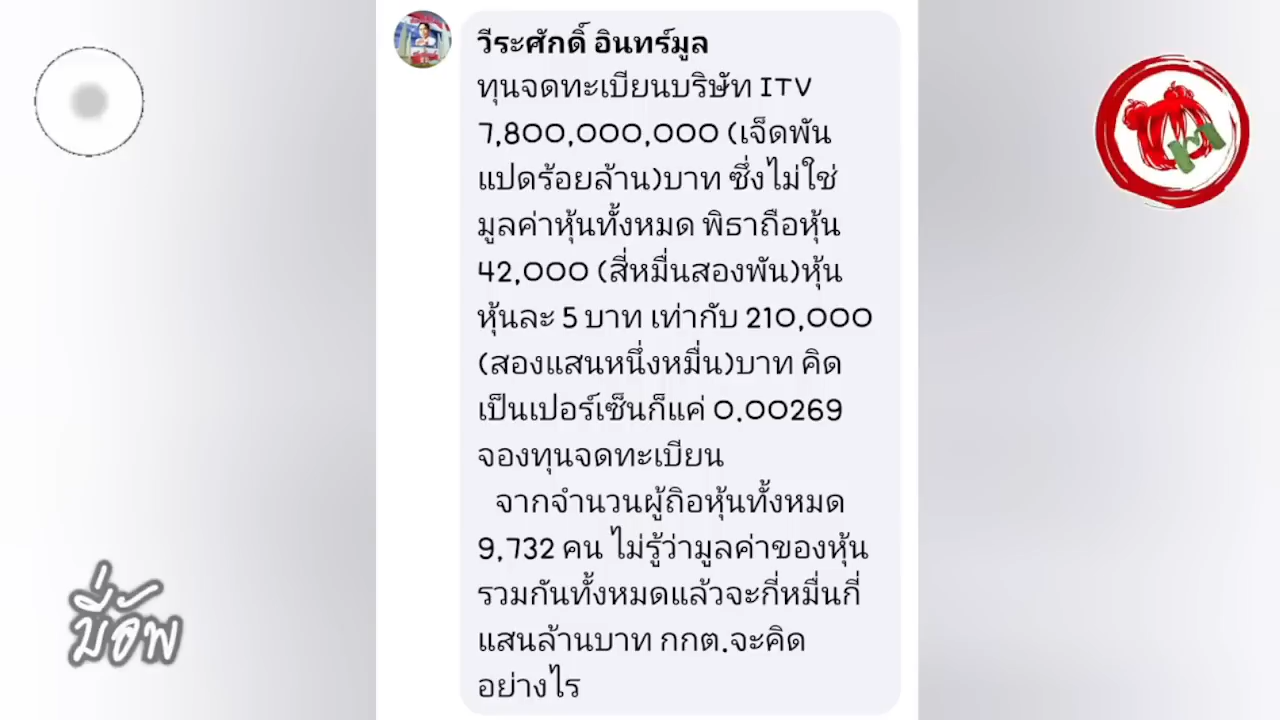 วีระศักดิ์ อินทร์มูล
ทุนจดทะเบียนบริษัท ITV
7,800,000,000 (เจ็ดพัน
แปดร้อยล้าน)บาท ซึ่งไม่ใช่
มูลค่าหุ้นทั้งหมด พิธาถือหุ้น
42,000 (สี่หมื่นสองพัน)หุ้น
หุ้นละ 5 บาท เท่ากับ 210,000
(สองแสนหนึ่งหมื่น)บาท คิด
เป็นเปอร์เซ็นก็แค่ 0.00269
จองทุนจดทะเบียน
จากจำนวนผู้ถิอหุ้นทั้งหมด
9,732 คน ไม่รู้ว่ามูลค่าของหุ้น
รวมกันทั้งหมดแล้วจะกี่หมื่นกี่
แสนล้านบาท กกต.จะคิด
อย่างไร
บี่อัพ
M